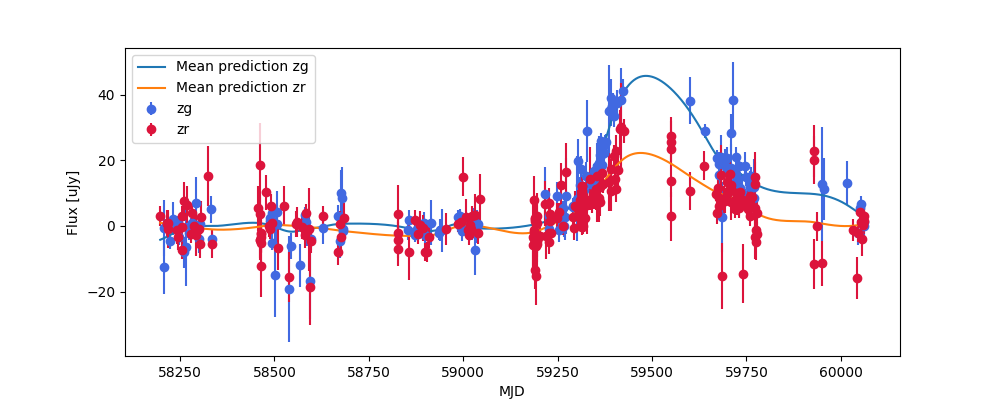 Mean prediction zg
Mean prediction zr
zg
zr
Flux [uJy]
40
20
0
−20
58250
58500
58750
59000
59250
59500
59750
60000
MJD